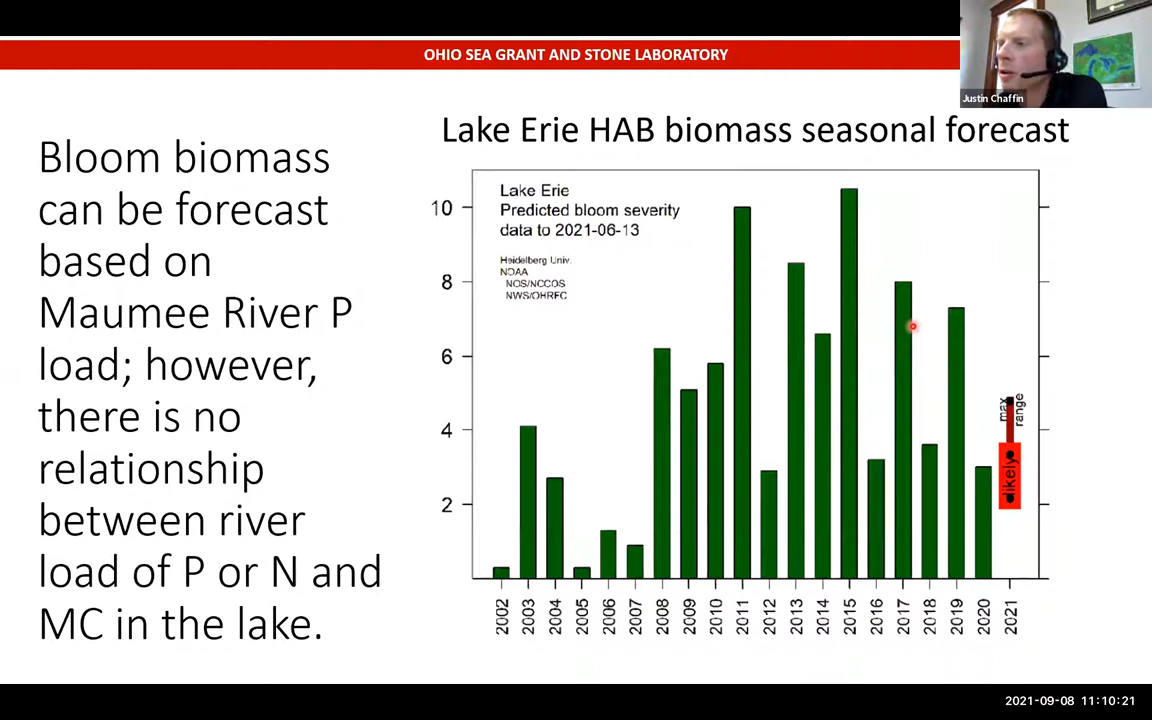 OHIO SEA GRANT AND STONE LABORATORY
Justin Chaffin
Lake Erie HAB biomass seasonal forecast
Bloom biomass
can be forecast
based on
Maumee River P
load; however,
there is no
relationship
between river
load of P or N and
MC in the lake.
Lake Erie
Predicted bloom severity
data to 2021-06-13
Heidelberg Univ.
NOAA
NOS/NCCOS
NWS/OHRFC
10
8
6
4
2
max
range
likely
2002 2003 2004 2005 2006 2007 2008 2009 2010 2011 2012 2013 2014 2015 2016 2017 2018 2019 2020 2021
2021-09-08 11:10:21